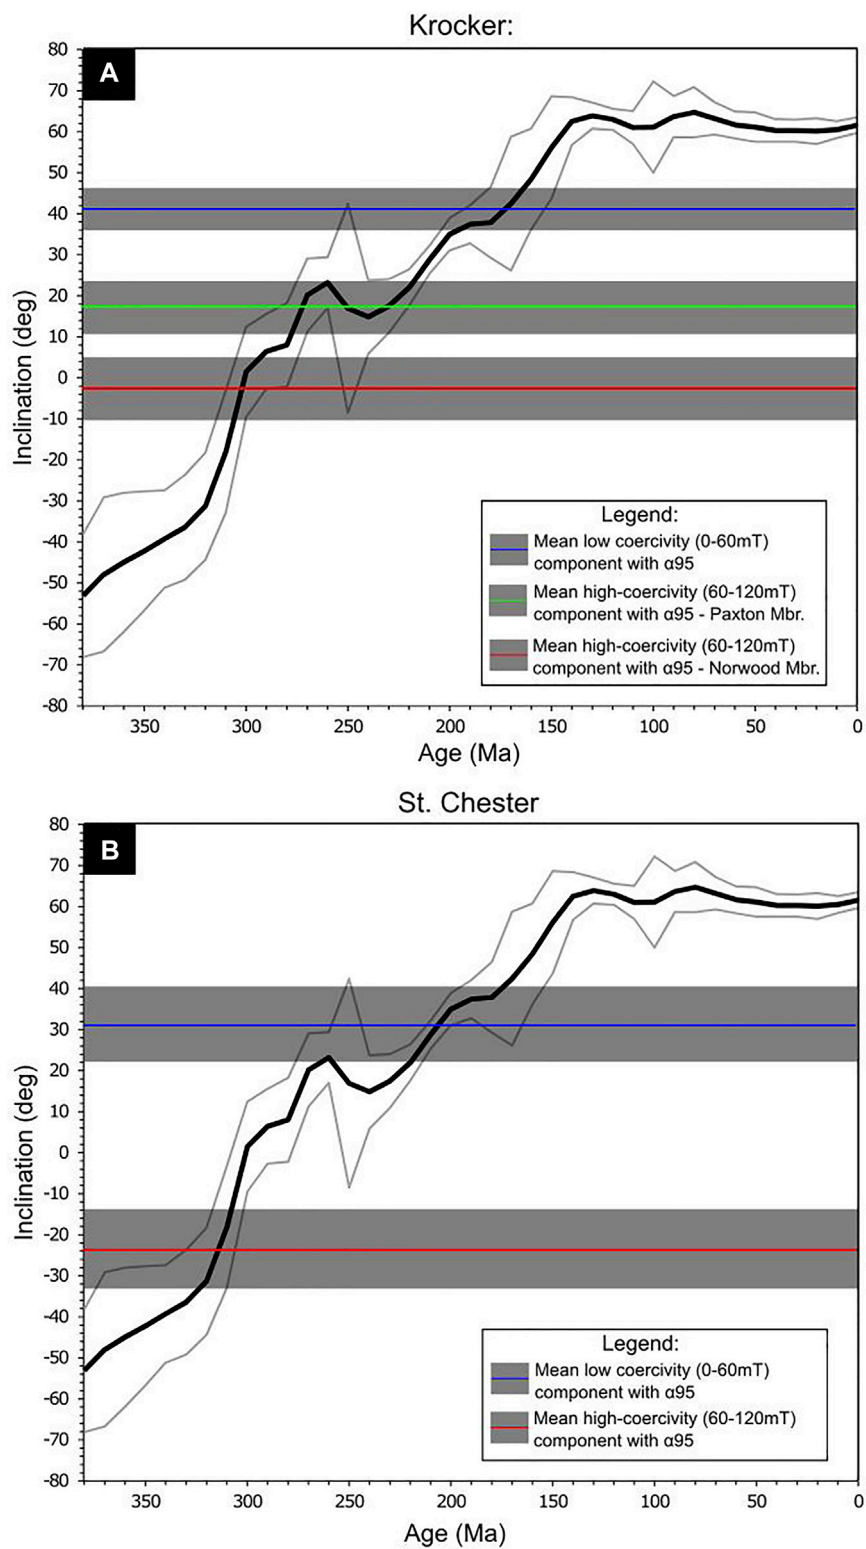 Krocker:
A
80
70
60
50
40
30
20
10
0
-10
-20
-30
-40
-50
-60
-70
-80
Inclination (deg)
Legend:
Mean low coercivity (0-60mT)
component with α95
Mean high-coercivity (60-120mT)
component with α95 - Paxton Mbr.
Mean high-coercivity (60-120mT)
component with α95 - Norwood Mbr.
350 300 250 200 150 100 50 0
Age (Ma)
St. Chester
B
80
70
60
50
40
30
20
10
0
-10
-20
-30
-40
-50
-60
-70
-80
Inclination (deg)
Legend:
Mean low coercivity (0-60mT)
component with α95
Mean high-coercivity (60-120mT)
component with α95
350 300 250 200 150 100 50 0
Age (Ma)